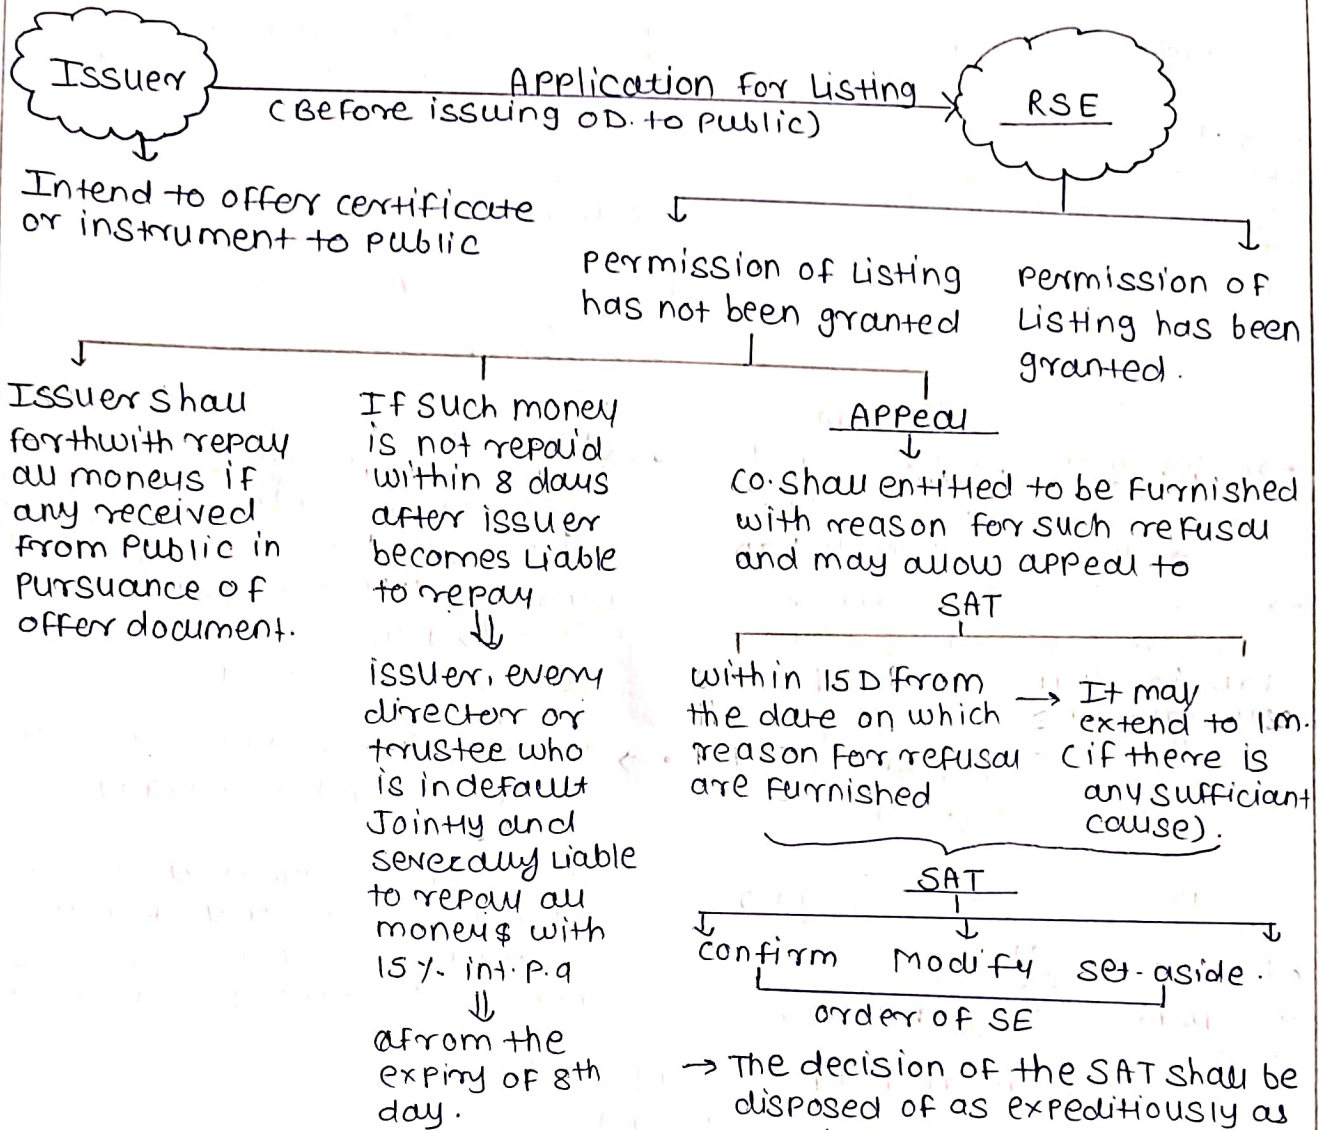 Issuer
Application for Listing
(Before issuing OD. to public)
RSE
Intend to offer certificate
or instrument to public
permission of Listing
has not been granted
permission of
Listing has been
granted.
Issuer shall
forthwith repay
all moneys if
any received
from public in
pursuance of
offer document.
If such money
is not repaid
within 8 days
after issuer
becomes liable
to repay
issuer, every
director or
trustee who
is in default
Jointly and
severally liable
to repay all
money$ with
15 %. int. p.a
from the
expiry of 8th
day.
Appeal
co. shall entitled to be furnished
with reason for such refusal
and may allow appeal to
SAT
within 15 D from
the date on which
reason for refusal
are furnished
→ It may
extend to 1.m.
(if there is
any sufficiant
cause).
SAT
confirm modify set-aside.
order of SE
→ The decision of the SAT shall be
disposed of as expeditiously as